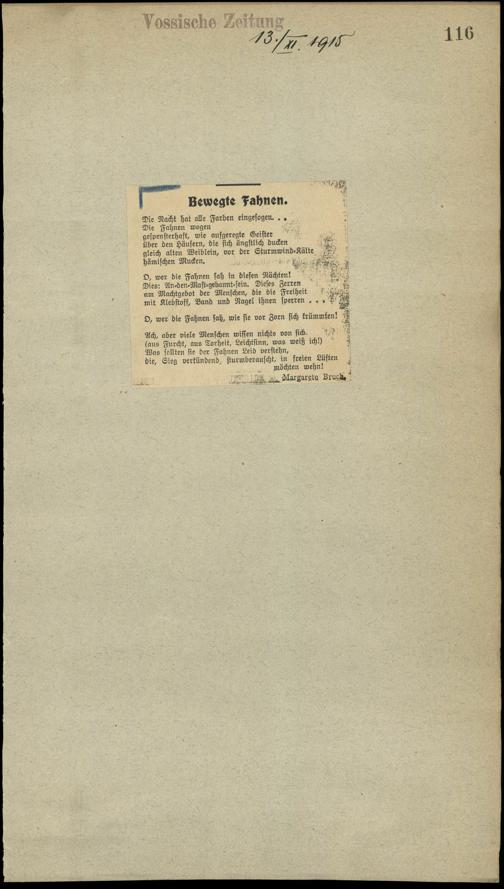 Vossische Zeitung
13./XI. 1915
116
Bewegte Fahnen.
Die Nacht hat alle Farben eingesogen. . .
Die Fahnen wogen
gespensterhaft, wie aufgeregte Geister
über den Häusern, die sich ängstlich ducken
gleich alten Weiblein, vor der Sturmwind-Kälte
hämischen Mucken.
O, wer die Fahnen sah in diesen Nächten!
Dies: An-den-Mast-gebannt-sein. Dieses Zerren
am Machtgebot der Menschen, die die Freiheit
mit Klebstoff, Band und Nagel ihnen sperren . . .
O, wer die Fahnen sah, wie sie vor Zorn sich krümmten!
Ach, aber viele Menschen wissen nichts von sich.
(aus Furcht, aus Torheit, Leichtsinn, was weiß ich!)
Was sollten sie der Fahnen Leid verstehn,
die, Sieg verkündend, sturmberauscht, in freien Lüften
möchten wehn!
Margarete Bruch.